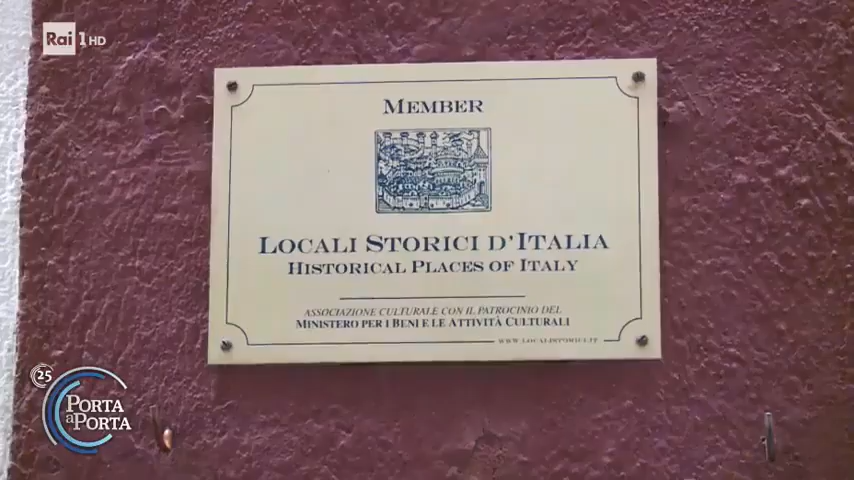 Rai 1 HD
MEMBER
LOCALI STORICI D'ITALIA
HISTORICAL PLACES OF ITALY
ASSOCIAZIONE CULTURALE CON IL PATROCINIO DEL
MINISTERO PER I BENI E LE ATTIVITÀ CULTURALI
WWW.LOCALISTORICI.IT
25
PORTA
a PORTA